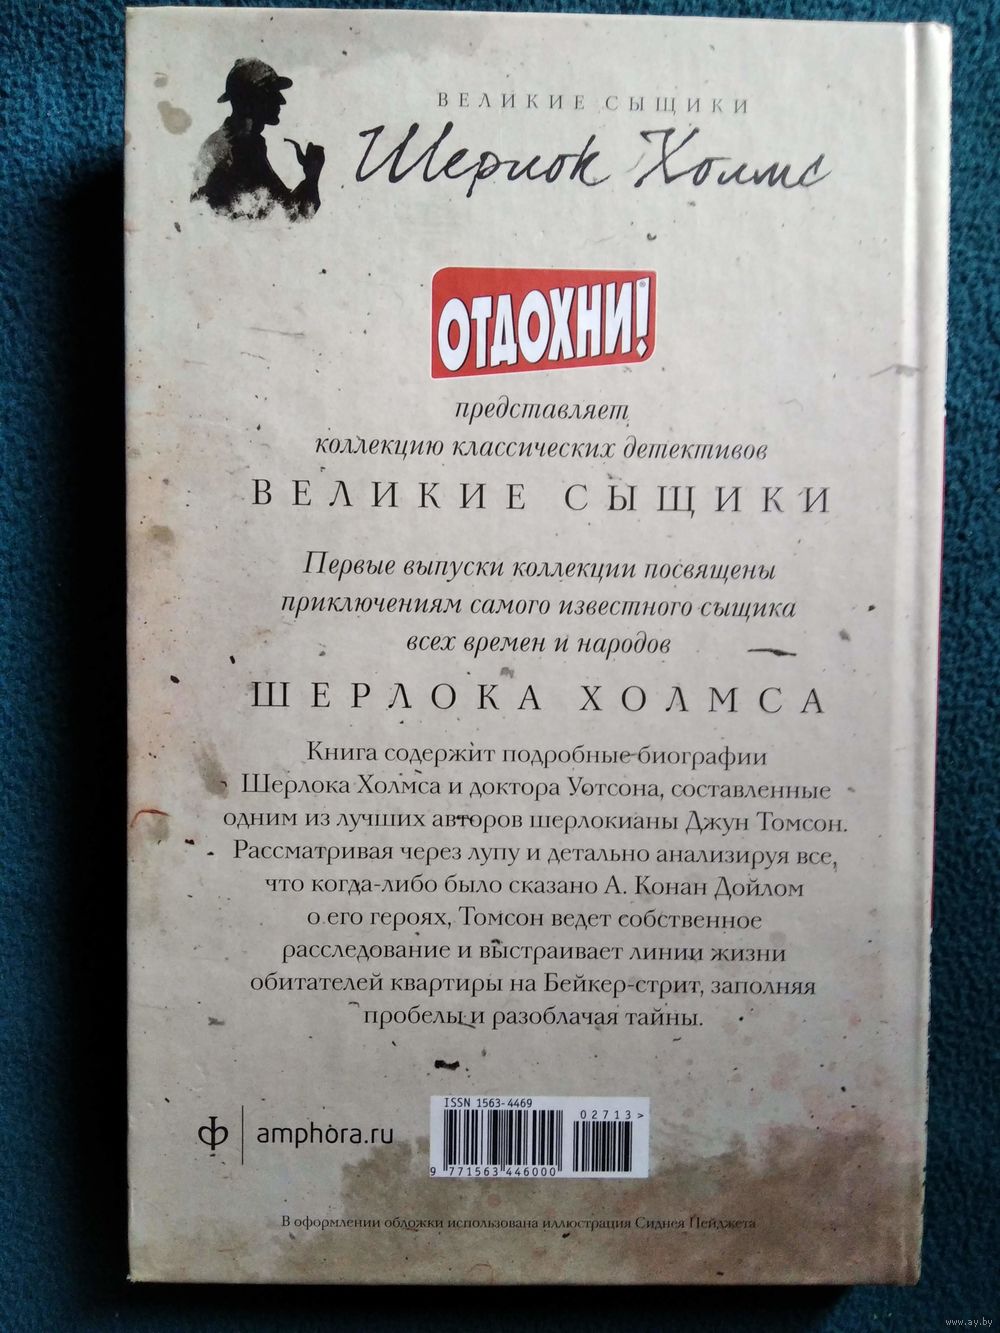 ВЕЛИКИЕ СЫЩИКИ
Шерлок Холмс
ОТДОХНИ!®
представляет
коллекцию классических детективов
ВЕЛИКИЕ СЫЩИКИ
Первые выпуски коллекции посвящены
приключениям самого известного сыщика
всех времен и народов
ШЕРЛОКА ХОЛМСА
Книга содержит подробные биографии
Шерлока Холмса и доктора Уотсона, составленные
одним из лучших авторов шерлокианы Джун Томсон.
Рассматривая через лупу и детально анализируя все,
что когда-либо было сказано А. Конан Дойлом
о его героях, Томсон ведет собственное
расследование и выстраивает линии жизни
обитателей квартиры на Бейкер-стрит, заполняя
пробелы и разоблачая тайны.
ф amphora.ru
ISSN 1563-4469
02713>
9 771563 446000
В оформлении обложки использована иллюстрация Сиднея Пейджета
www.ay.by